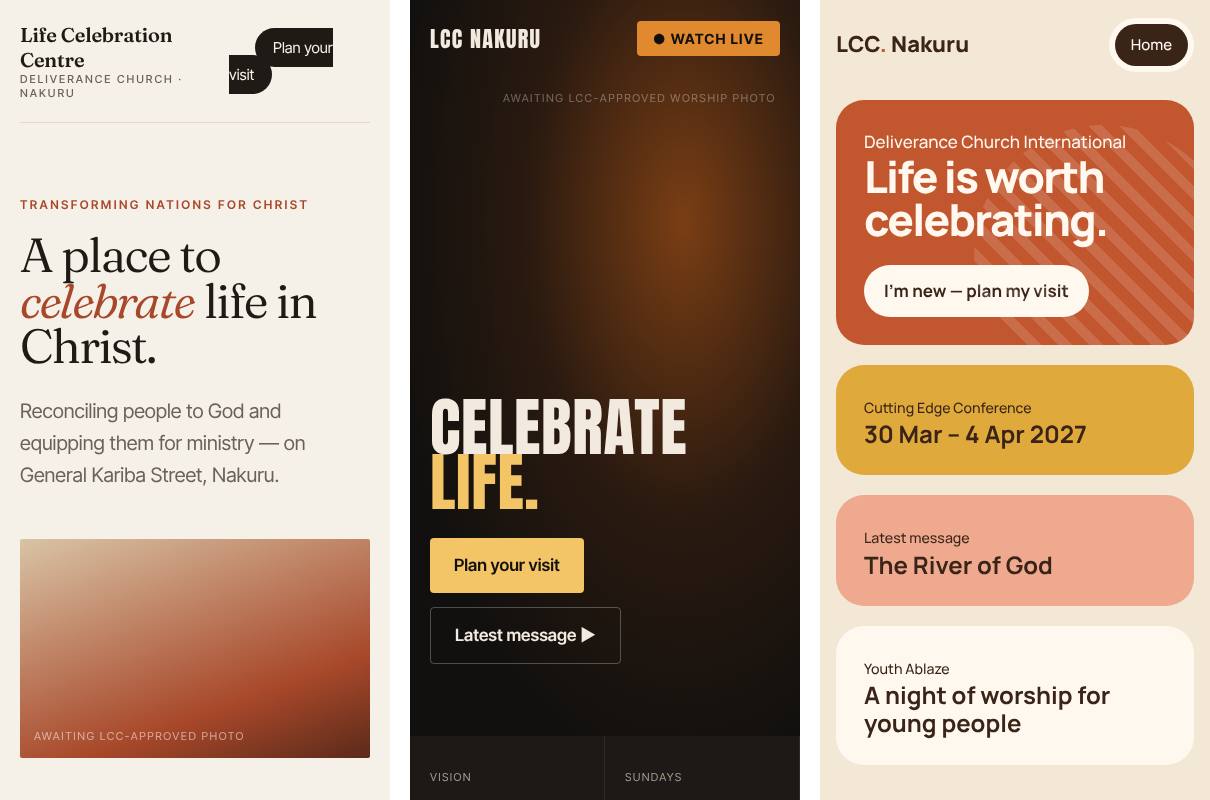 Life Celebration
Centre
DELIVERANCE CHURCH ·
NAKURU
Plan your
visit
TRANSFORMING NATIONS FOR CHRIST
A place to
celebrate life in
Christ.
Reconciling people to God and
equipping them for ministry — on
General Kariba Street, Nakuru.
AWAITING LCC-APPROVED PHOTO
LCC NAKURU
WATCH LIVE
AWAITING LCC-APPROVED WORSHIP PHOTO
CELEBRATE
LIFE.
Plan your visit
Latest message ▶
VISION
SUNDAYS
LCC. Nakuru
Home
Deliverance Church International
Life is worth
celebrating.
I'm new — plan my visit
Cutting Edge Conference
30 Mar – 4 Apr 2027
Latest message
The River of God
Youth Ablaze
A night of worship for
young people